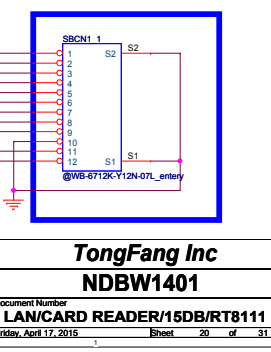 SBCN1 1
1
2
3
4
5
6
7
8
9
10
11
12
S2
S2
S1
S1
@WB-6712K-Y12N-07L_entery
TongFang Inc
NDBW1401
ocument Number
LAN/CARD READER/15DB/RT8111
riday, April 17, 2015 Sheet 20 of 31
1